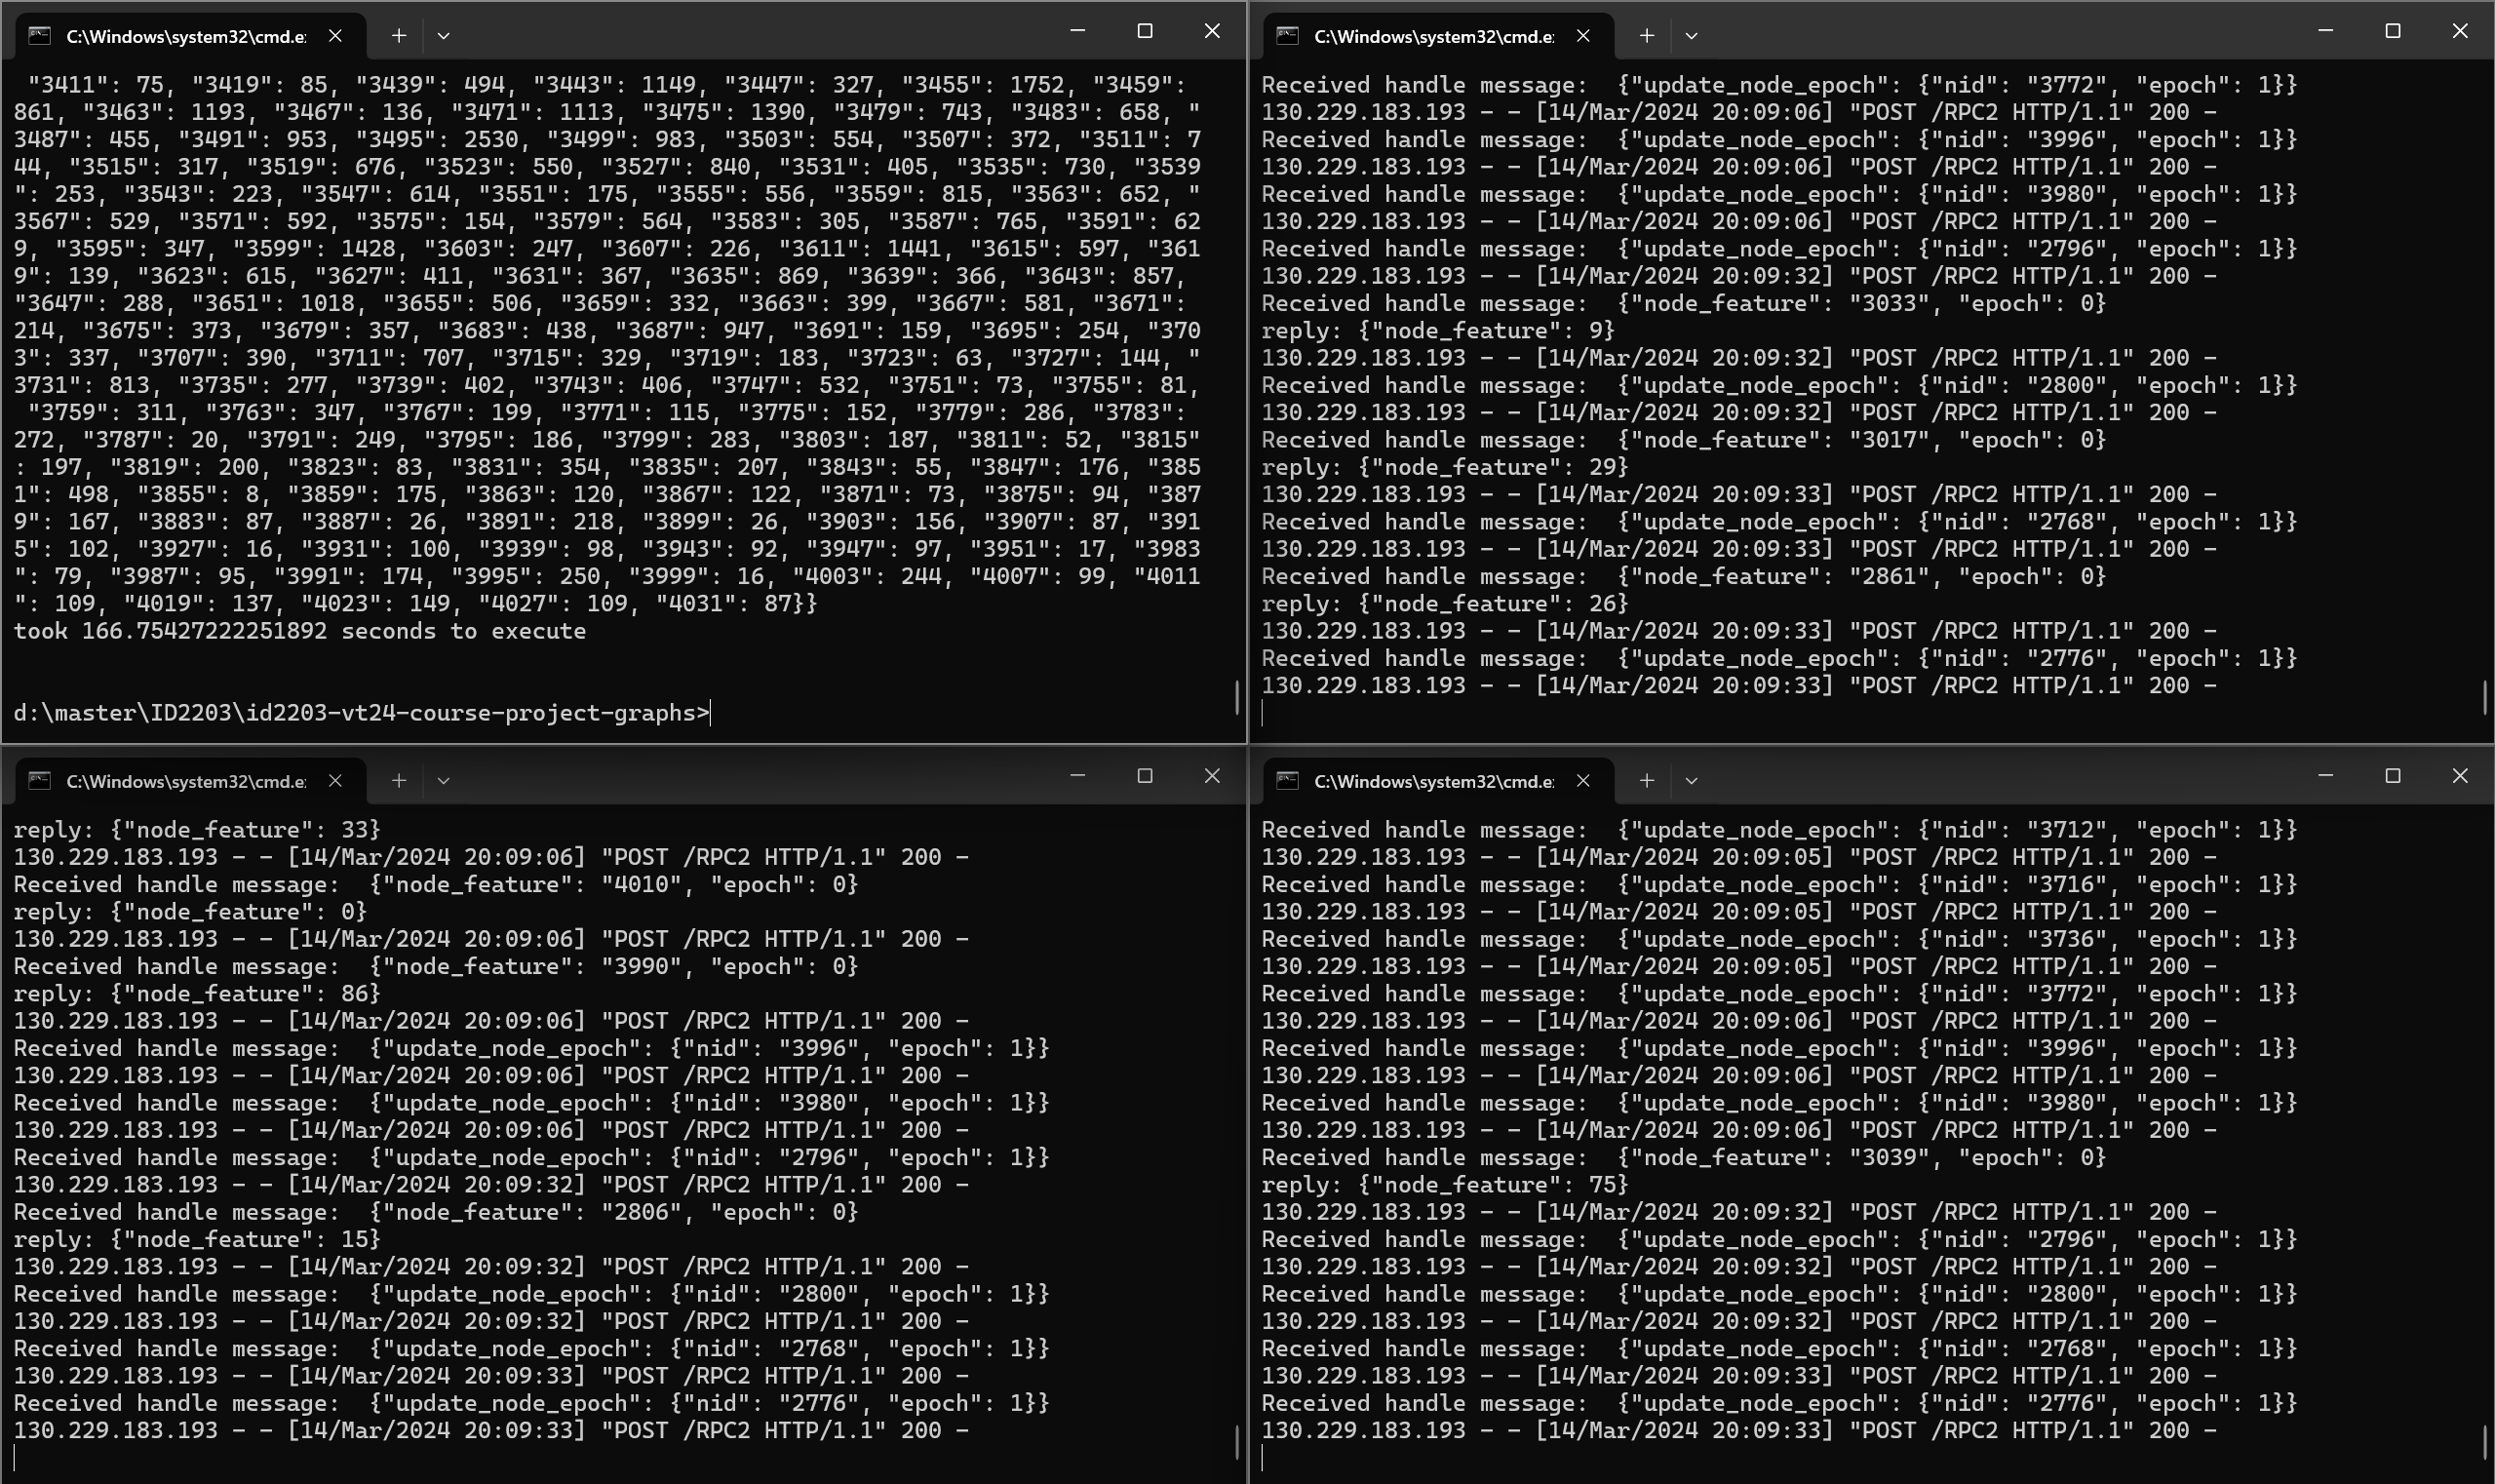 C:\Windows\system32\cmd.e
 "3411": 75, "3419": 85, "3439": 494, "3443": 1149, "3447": 327, "3455": 1752, "3459":
861, "3463": 1193, "3467": 136, "3471": 1113, "3475": 1390, "3479": 743, "3483": 658, "
3487": 455, "3491": 953, "3495": 2530, "3499": 983, "3503": 554, "3507": 372, "3511": 7
44, "3515": 317, "3519": 676, "3523": 550, "3527": 840, "3531": 405, "3535": 730, "3539
": 253, "3543": 223, "3547": 614, "3551": 175, "3555": 556, "3559": 815, "3563": 652, "
3567": 529, "3571": 592, "3575": 154, "3579": 564, "3583": 305, "3587": 765, "3591": 62
9, "3595": 347, "3599": 1428, "3603": 247, "3607": 226, "3611": 1441, "3615": 597, "361
9": 139, "3623": 615, "3627": 411, "3631": 367, "3635": 869, "3639": 366, "3643": 857,
"3647": 288, "3651": 1018, "3655": 506, "3659": 332, "3663": 399, "3667": 581, "3671":
214, "3675": 373, "3679": 357, "3683": 438, "3687": 947, "3691": 159, "3695": 254, "370
3": 337, "3707": 390, "3711": 707, "3715": 329, "3719": 183, "3723": 63, "3727": 144, "
3731": 813, "3735": 277, "3739": 402, "3743": 406, "3747": 532, "3751": 73, "3755": 81,
 "3759": 311, "3763": 347, "3767": 199, "3771": 115, "3775": 152, "3779": 286, "3783":
272, "3787": 20, "3791": 249, "3795": 186, "3799": 283, "3803": 187, "3811": 52, "3815"
: 197, "3819": 200, "3823": 83, "3831": 354, "3835": 207, "3843": 55, "3847": 176, "385
1": 498, "3855": 8, "3859": 175, "3863": 120, "3867": 122, "3871": 73, "3875": 94, "387
9": 167, "3883": 87, "3887": 26, "3891": 218, "3899": 26, "3903": 156, "3907": 87, "391
5": 102, "3927": 16, "3931": 100, "3939": 98, "3943": 92, "3947": 97, "3951": 17, "3983
": 79, "3987": 95, "3991": 174, "3995": 250, "3999": 16, "4003": 244, "4007": 99, "4011
": 109, "4019": 137, "4023": 149, "4027": 109, "4031": 87}}
took 166.75427222251892 seconds to execute
d:\master\ID2203\id2203-vt24-course-project-graphs>
C:\Windows\system32\cmd.e
Received handle message:  {"update_node_epoch": {"nid": "3772", "epoch": 1}}
130.229.183.193 - - [14/Mar/2024 20:09:06] "POST /RPC2 HTTP/1.1" 200 -
Received handle message:  {"update_node_epoch": {"nid": "3996", "epoch": 1}}
130.229.183.193 - - [14/Mar/2024 20:09:06] "POST /RPC2 HTTP/1.1" 200 -
Received handle message:  {"update_node_epoch": {"nid": "3980", "epoch": 1}}
130.229.183.193 - - [14/Mar/2024 20:09:06] "POST /RPC2 HTTP/1.1" 200 -
Received handle message:  {"update_node_epoch": {"nid": "2796", "epoch": 1}}
130.229.183.193 - - [14/Mar/2024 20:09:32] "POST /RPC2 HTTP/1.1" 200 -
Received handle message:  {"node_feature": "3033", "epoch": 0}
reply: {"node_feature": 9}
130.229.183.193 - - [14/Mar/2024 20:09:32] "POST /RPC2 HTTP/1.1" 200 -
Received handle message:  {"update_node_epoch": {"nid": "2800", "epoch": 1}}
130.229.183.193 - - [14/Mar/2024 20:09:32] "POST /RPC2 HTTP/1.1" 200 -
Received handle message:  {"node_feature": "3017", "epoch": 0}
reply: {"node_feature": 29}
130.229.183.193 - - [14/Mar/2024 20:09:33] "POST /RPC2 HTTP/1.1" 200 -
Received handle message:  {"update_node_epoch": {"nid": "2768", "epoch": 1}}
130.229.183.193 - - [14/Mar/2024 20:09:33] "POST /RPC2 HTTP/1.1" 200 -
Received handle message:  {"node_feature": "2861", "epoch": 0}
reply: {"node_feature": 26}
130.229.183.193 - - [14/Mar/2024 20:09:33] "POST /RPC2 HTTP/1.1" 200 -
Received handle message:  {"update_node_epoch": {"nid": "2776", "epoch": 1}}
130.229.183.193 - - [14/Mar/2024 20:09:33] "POST /RPC2 HTTP/1.1" 200 -
C:\Windows\system32\cmd.e
reply: {"node_feature": 33}
130.229.183.193 - - [14/Mar/2024 20:09:06] "POST /RPC2 HTTP/1.1" 200 -
Received handle message:  {"node_feature": "4010", "epoch": 0}
reply: {"node_feature": 0}
130.229.183.193 - - [14/Mar/2024 20:09:06] "POST /RPC2 HTTP/1.1" 200 -
Received handle message:  {"node_feature": "3990", "epoch": 0}
reply: {"node_feature": 86}
130.229.183.193 - - [14/Mar/2024 20:09:06] "POST /RPC2 HTTP/1.1" 200 -
Received handle message:  {"update_node_epoch": {"nid": "3996", "epoch": 1}}
130.229.183.193 - - [14/Mar/2024 20:09:06] "POST /RPC2 HTTP/1.1" 200 -
Received handle message:  {"update_node_epoch": {"nid": "3980", "epoch": 1}}
130.229.183.193 - - [14/Mar/2024 20:09:06] "POST /RPC2 HTTP/1.1" 200 -
Received handle message:  {"update_node_epoch": {"nid": "2796", "epoch": 1}}
130.229.183.193 - - [14/Mar/2024 20:09:32] "POST /RPC2 HTTP/1.1" 200 -
Received handle message:  {"node_feature": "2806", "epoch": 0}
reply: {"node_feature": 15}
130.229.183.193 - - [14/Mar/2024 20:09:32] "POST /RPC2 HTTP/1.1" 200 -
Received handle message:  {"update_node_epoch": {"nid": "2800", "epoch": 1}}
130.229.183.193 - - [14/Mar/2024 20:09:32] "POST /RPC2 HTTP/1.1" 200 -
Received handle message:  {"update_node_epoch": {"nid": "2768", "epoch": 1}}
130.229.183.193 - - [14/Mar/2024 20:09:33] "POST /RPC2 HTTP/1.1" 200 -
Received handle message:  {"update_node_epoch": {"nid": "2776", "epoch": 1}}
130.229.183.193 - - [14/Mar/2024 20:09:33] "POST /RPC2 HTTP/1.1" 200 -
C:\Windows\system32\cmd.e
Received handle message:  {"update_node_epoch": {"nid": "3712", "epoch": 1}}
130.229.183.193 - - [14/Mar/2024 20:09:05] "POST /RPC2 HTTP/1.1" 200 -
Received handle message:  {"update_node_epoch": {"nid": "3716", "epoch": 1}}
130.229.183.193 - - [14/Mar/2024 20:09:05] "POST /RPC2 HTTP/1.1" 200 -
Received handle message:  {"update_node_epoch": {"nid": "3736", "epoch": 1}}
130.229.183.193 - - [14/Mar/2024 20:09:05] "POST /RPC2 HTTP/1.1" 200 -
Received handle message:  {"update_node_epoch": {"nid": "3772", "epoch": 1}}
130.229.183.193 - - [14/Mar/2024 20:09:06] "POST /RPC2 HTTP/1.1" 200 -
Received handle message:  {"update_node_epoch": {"nid": "3996", "epoch": 1}}
130.229.183.193 - - [14/Mar/2024 20:09:06] "POST /RPC2 HTTP/1.1" 200 -
Received handle message:  {"update_node_epoch": {"nid": "3980", "epoch": 1}}
130.229.183.193 - - [14/Mar/2024 20:09:06] "POST /RPC2 HTTP/1.1" 200 -
Received handle message:  {"node_feature": "3039", "epoch": 0}
reply: {"node_feature": 75}
130.229.183.193 - - [14/Mar/2024 20:09:32] "POST /RPC2 HTTP/1.1" 200 -
Received handle message:  {"update_node_epoch": {"nid": "2796", "epoch": 1}}
130.229.183.193 - - [14/Mar/2024 20:09:32] "POST /RPC2 HTTP/1.1" 200 -
Received handle message:  {"update_node_epoch": {"nid": "2800", "epoch": 1}}
130.229.183.193 - - [14/Mar/2024 20:09:32] "POST /RPC2 HTTP/1.1" 200 -
Received handle message:  {"update_node_epoch": {"nid": "2768", "epoch": 1}}
130.229.183.193 - - [14/Mar/2024 20:09:33] "POST /RPC2 HTTP/1.1" 200 -
Received handle message:  {"update_node_epoch": {"nid": "2776", "epoch": 1}}
130.229.183.193 - - [14/Mar/2024 20:09:33] "POST /RPC2 HTTP/1.1" 200 -